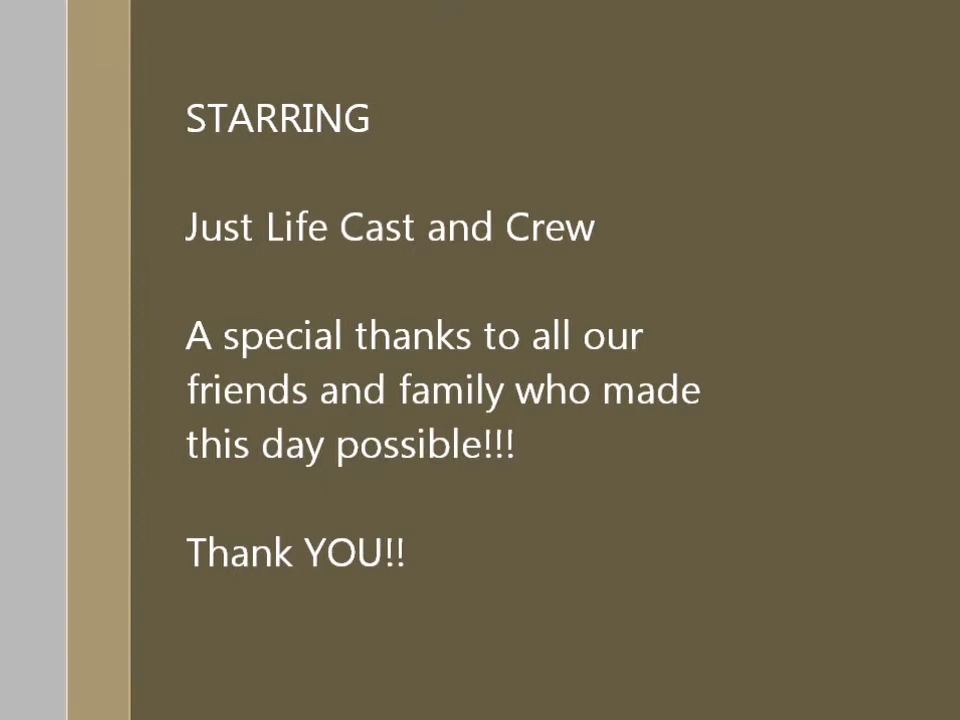 STARRING
Just Life Cast and Crew
A special thanks to all our
friends and family who made
this day possible!!!
Thank YOU!!